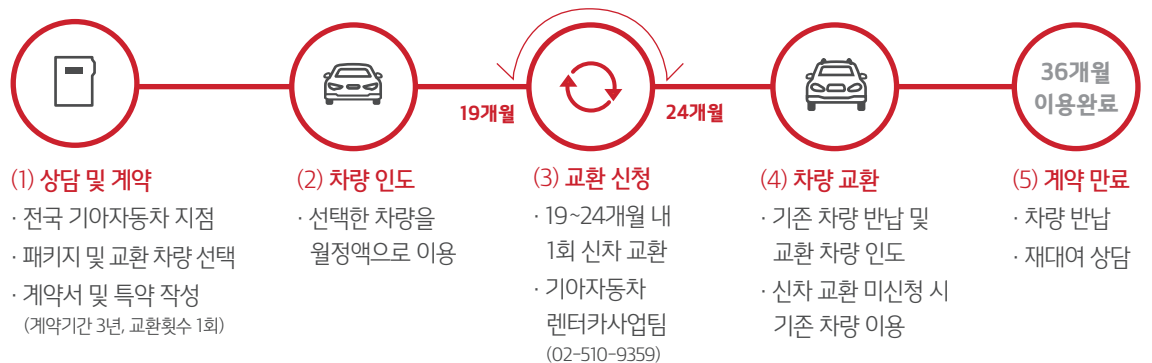 19개월
24개월
36개월
이용완료
(1) 상담 및 계약
· 전국 기아자동차 지점
· 패키지 및 교환 차량 선택
· 계약서 및 특약 작성
(계약기간 3년, 교환횟수 1회)
(2) 차량 인도
· 선택한 차량을
월정액으로 이용
(3) 교환 신청
· 19~24개월 내
1회 신차 교환
· 기아자동차
렌터카사업팀
(02-510-9359)
(4) 차량 교환
· 기존 차량 반납 및
교환 차량 인도
· 신차 교환 미신청 시
기존 차량 이용
(5) 계약 만료
· 차량 반납
· 재대여 상담